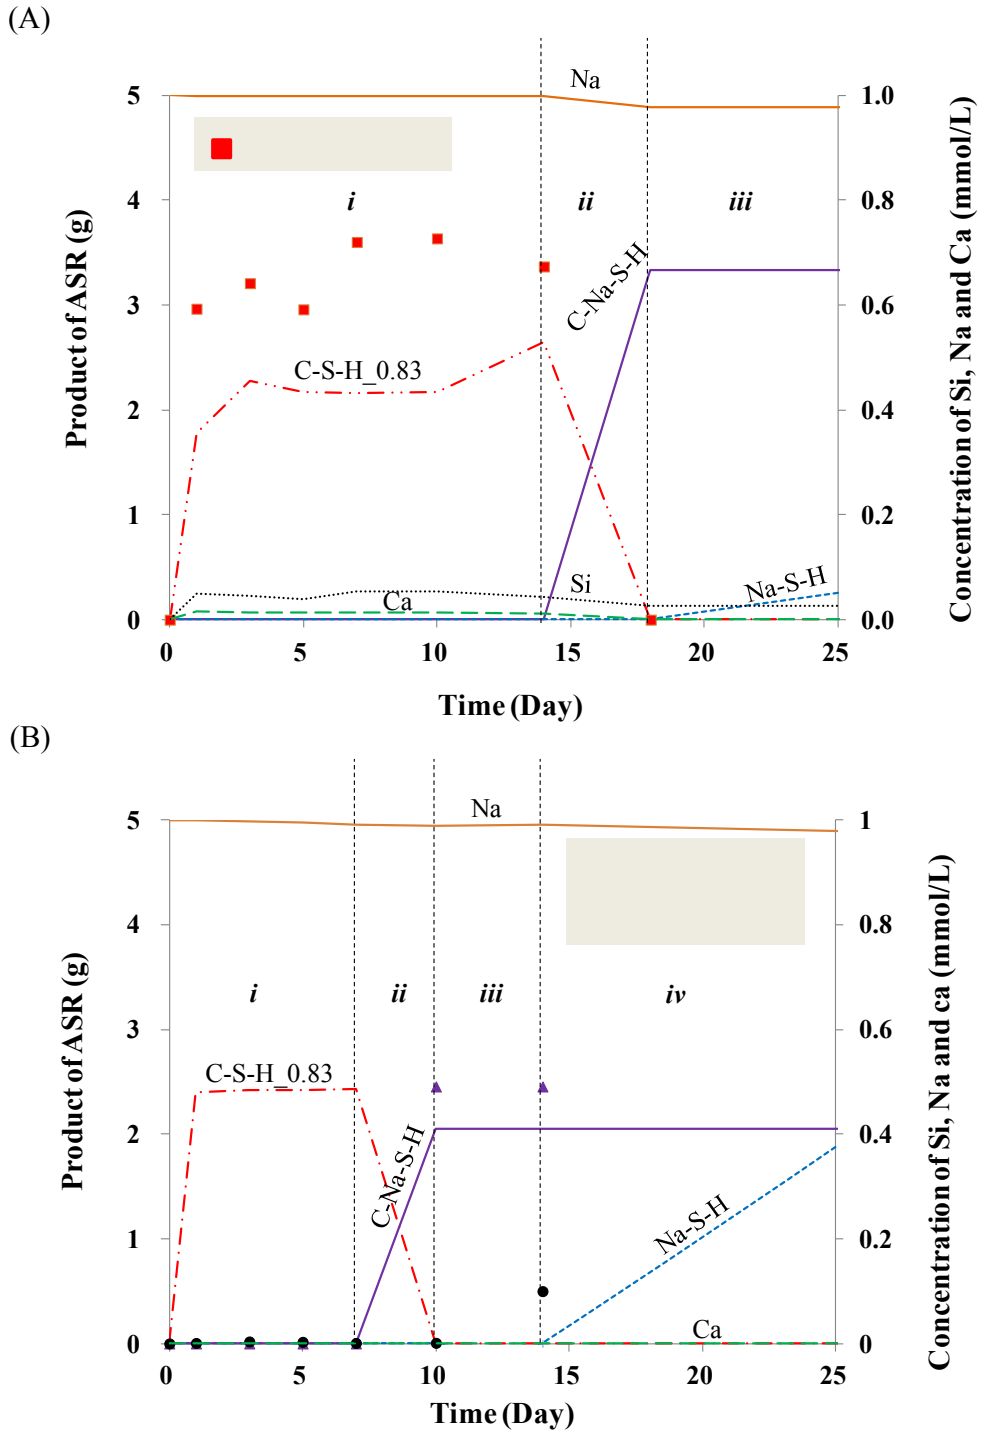 (A)
Na
5
1.0
4
0.8
i
ii
iii
3
0.6
C-Na-S-H
C-S-H_0.83
2
0.4
1
0.2
Si
Na-S-H
Ca
0
0.0
0
5
10
15
20
25
Product of ASR (g)
Concentration of Si, Na and Ca (mmol/L)
Time (Day)
(B)
Na
5
1
4
0.8
i
ii
iii
iv
3
0.6
C-S-H_0.83
2
0.4
C-Na-S-H
Na-S-H
1
0.2
Ca
0
0
0
5
10
15
20
25
Product of ASR (g)
Concentration of Si, Na and ca (mmol/L)
Time (Day)